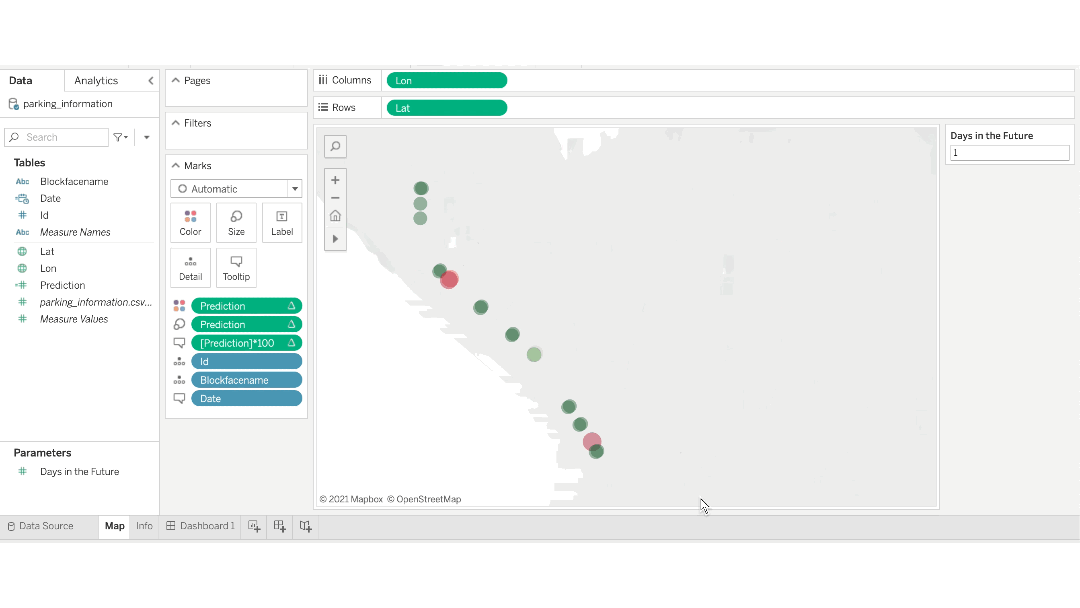 Data
Analytics
parking_information
Search
Tables
Abc Blockfacename
Date
# Id
Abc Measure Names
Lat
Lon
Prediction
parking_information.csv...
Measure Values
Parameters
Days in the Future
Pages
Filters
Marks
Automatic
Color Size Label
Detail Tooltip
Prediction
Prediction
[Prediction]*100
Id
Blockfacename
Date
Columns Lon
Rows Lat
© 2021 Mapbox © OpenStreetMap
Days in the Future
1
Data Source Map Info Dashboard 1